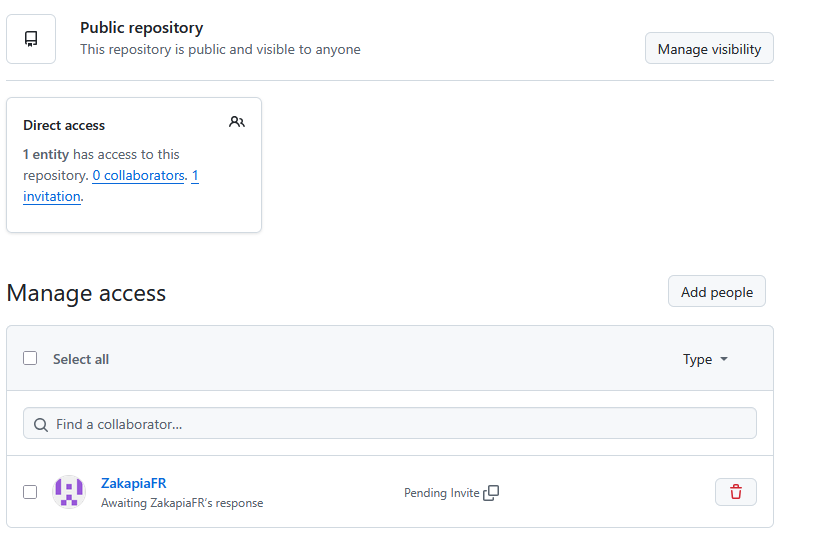 Public repository
This repository is public and visible to anyone
Manage visibility
Direct access
1 entity has access to this
repository. 0 collaborators. 1
invitation.
Manage access
Add people
Select all
Type
Find a collaborator...
ZakapiaFR
Awaiting ZakapiaFR's response
Pending Invite